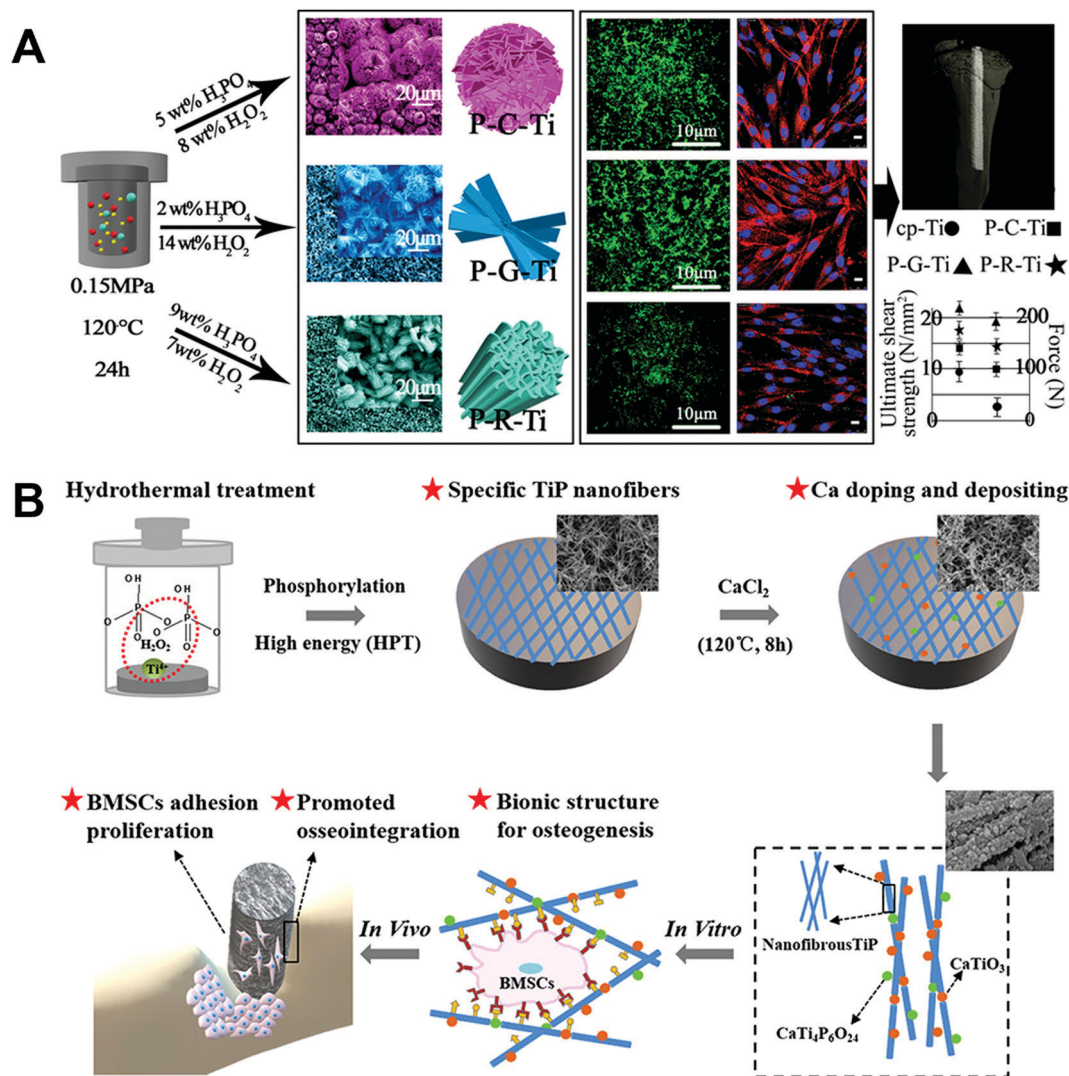 A
5 wt% H₃PO₄
8 wt% H₂O₂
2 wt% H₃PO₄
14 wt% H₂O₂
9wt% H₃PO₄
7wt% H₂O₂
0.15MPa
120°C
24h
20μm
P-C-Ti
20μm
P-G-Ti
20μm
P-R-Ti
10μm
10μm
10μm
cp-Ti● P-C-Ti■
P-G-Ti▲ P-R-Ti★
Ultimate shear
strength (N/mm²)
20
10
0
200
100
0
Force (N)
B
Hydrothermal treatment
★ Specific TiP nanofibers
★ Ca doping and depositing
OH
OH
P
P
O
O
O
O
O
O
H₂O₂
Ti⁴⁺
Phosphorylation
High energy (HPT)
CaCl₂
(120℃, 8h)
★ BMSCs adhesion
proliferation
★ Promoted
osseointegration
★ Bionic structure
for osteogenesis
In Vivo
BMSCs
In Vitro
NanofibrousTiP
CaTiO₃
CaTi₄P₆O₂₄